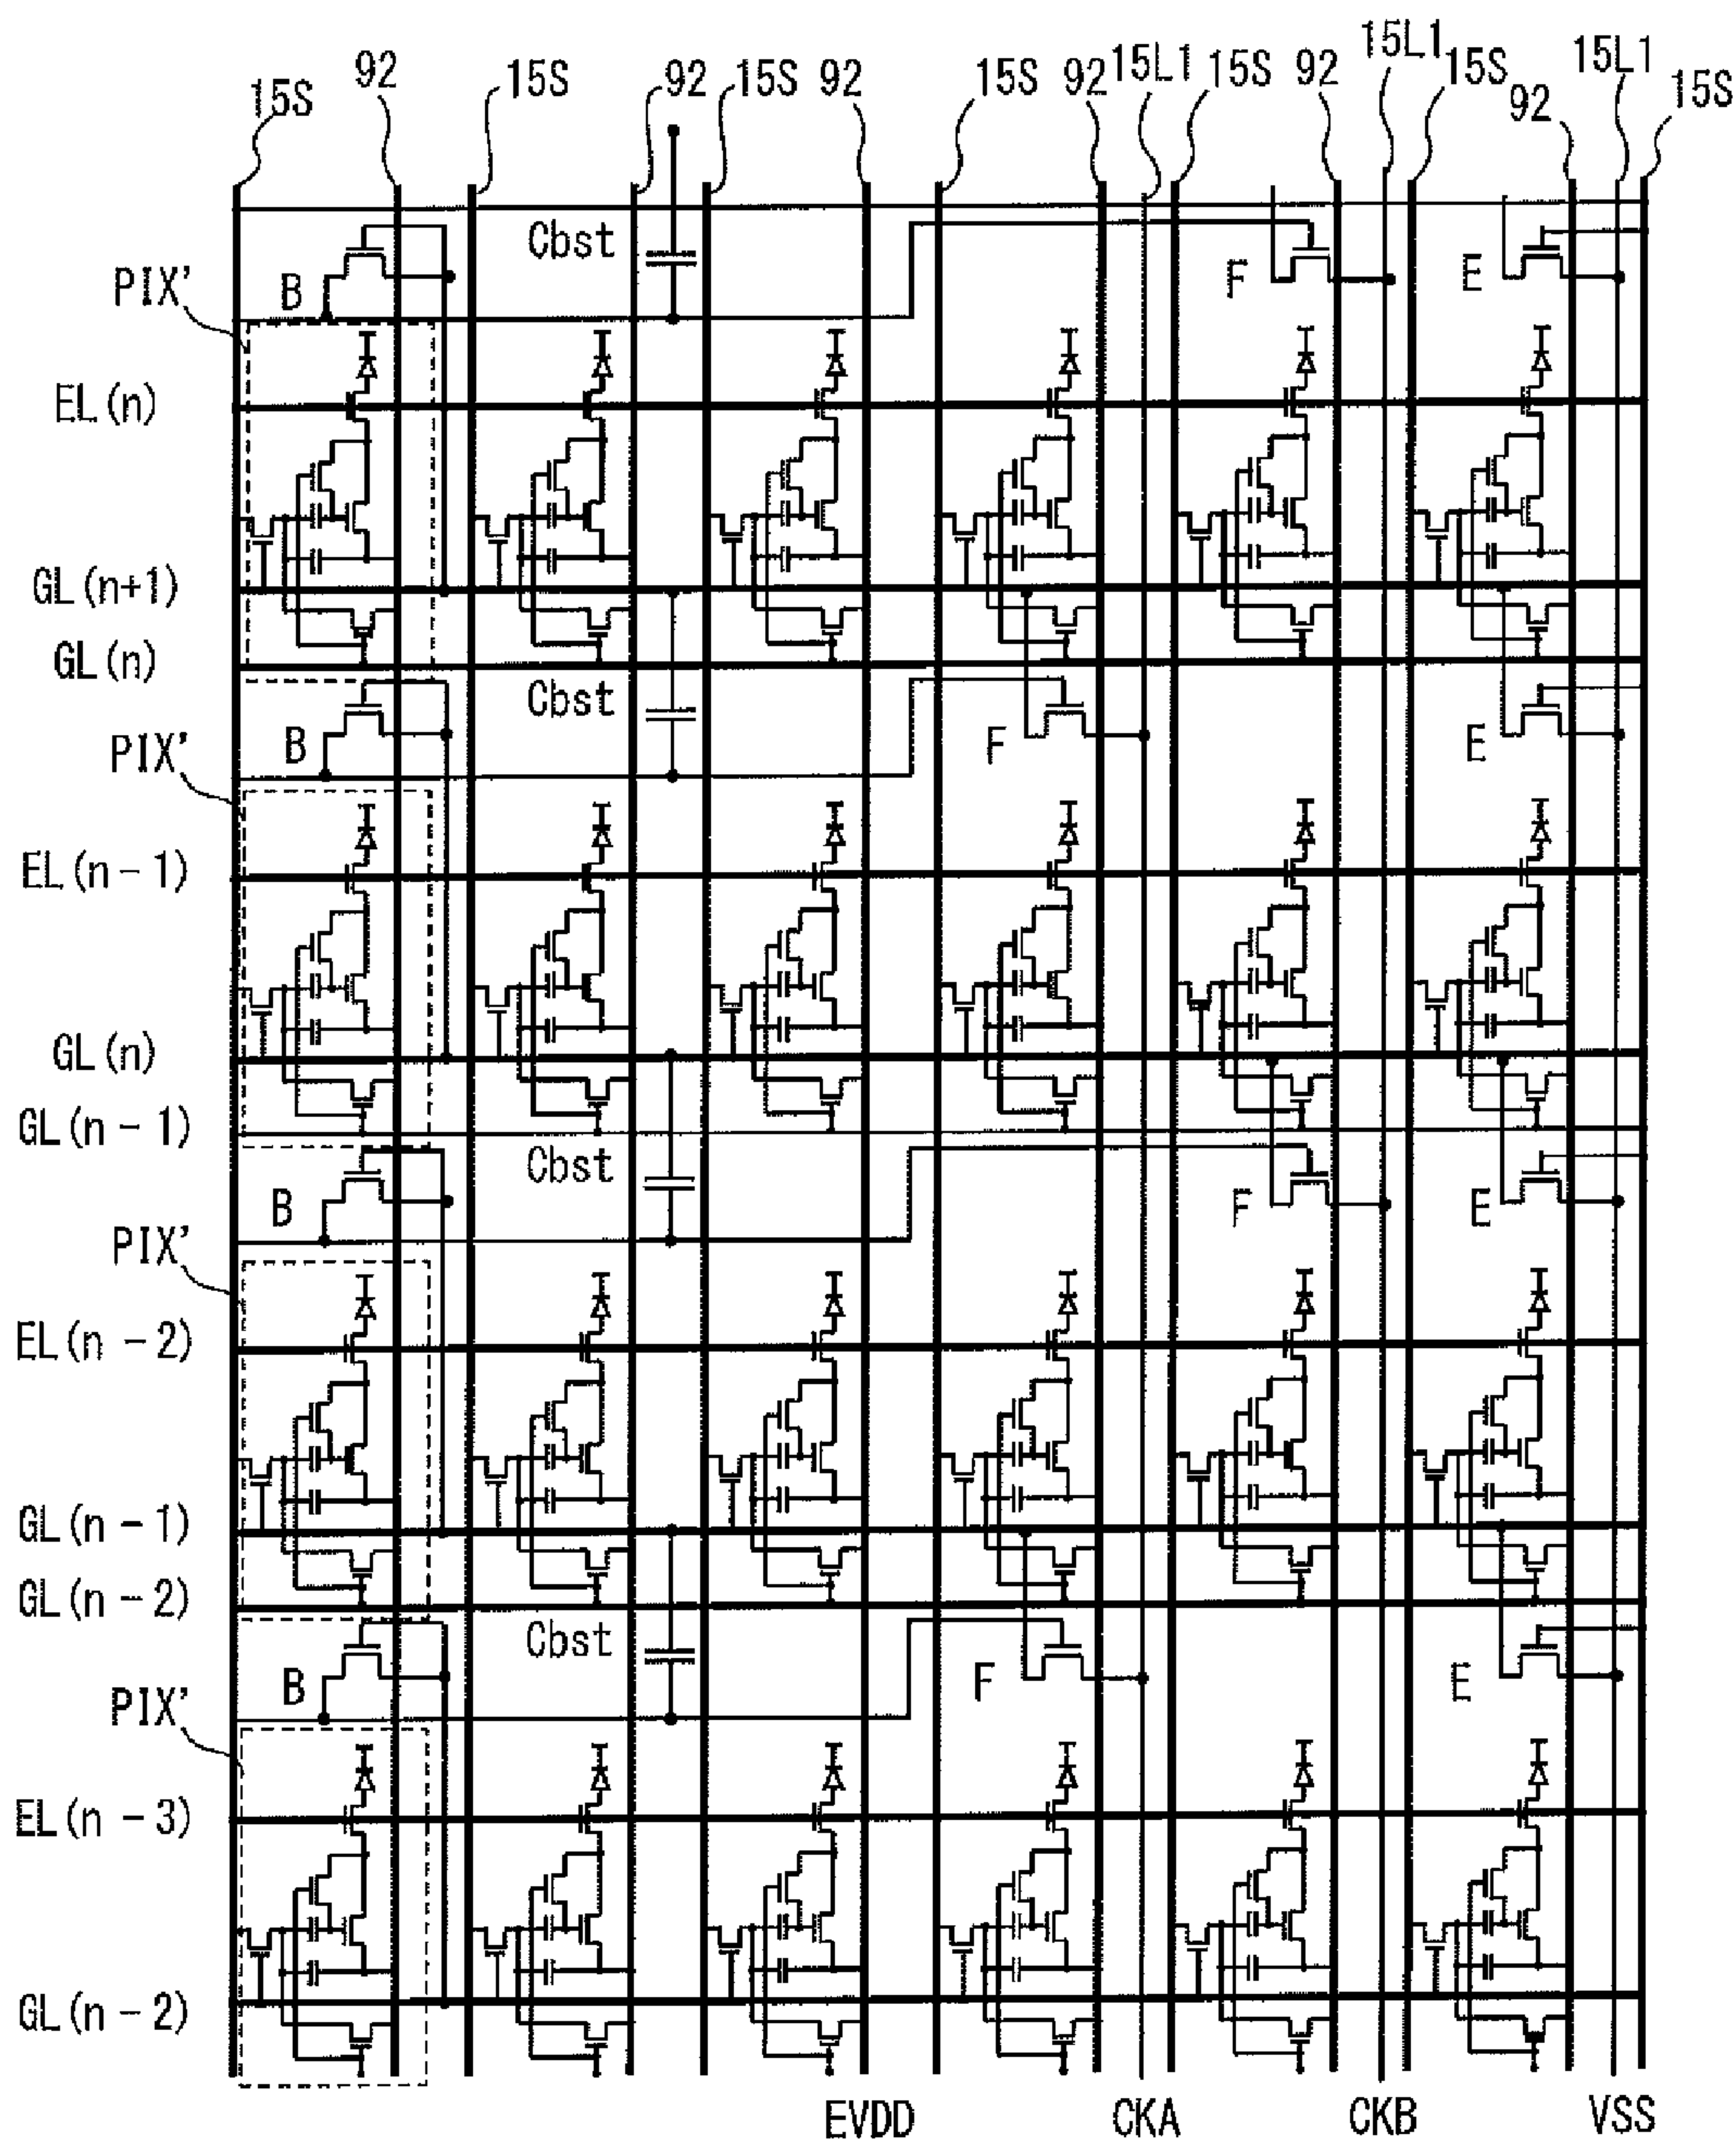 15S 92 15S 92 15S 92 15S 92 15L1 15S 92 15L1 15S 92 15L1 15S
Cbst
B F E
PIX'
EL(n)
GL(n+1)
GL(n)
Cbst
B F E
PIX'
EL(n-1)
GL(n)
GL(n-1)
Cbst
B F E
PIX'
EL(n-2)
GL(n-1)
GL(n-2)
Cbst
B F E
PIX'
EL(n-3)
GL(n-2)
EVDD CKA CKB VSS